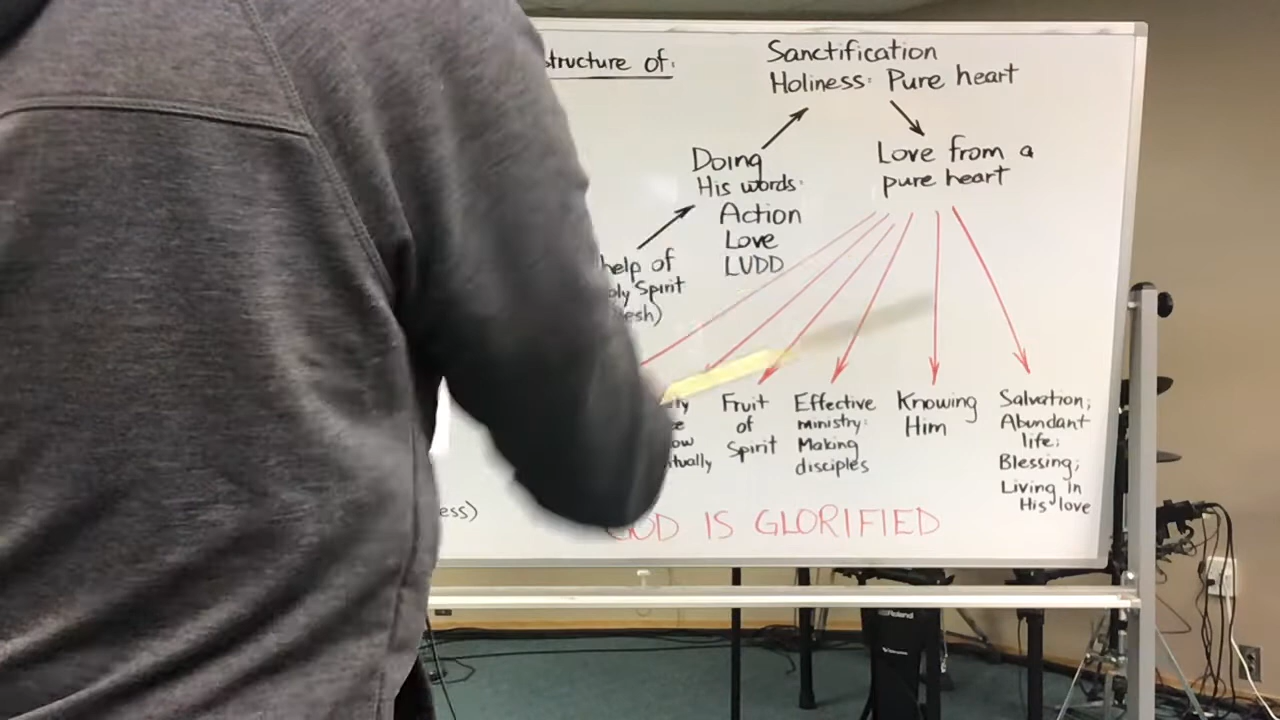 structure of:
Sanctification
Holiness: Pure heart
Doing
His words:
Action
Love
LUDD
Love from a
pure heart
help of
Spirit
Fruit
of
Spirit
Effective
ministry:
Making
disciples
Knowing
Him
Salvation;
Abundant
life;
Blessing;
Living in
His love
GOD IS GLORIFIED
Roland